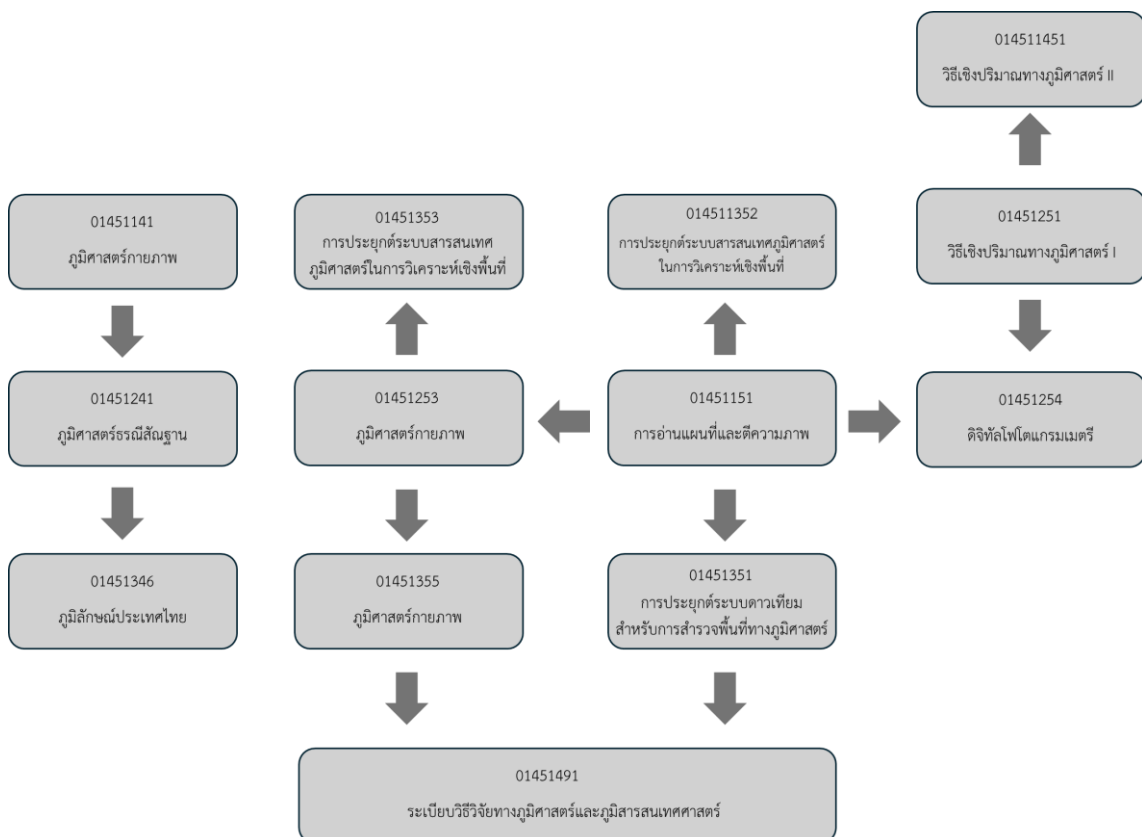 014511451
วิธีเชิงปริมาณทางภูมิศาสตร์ II
01451141
ภูมิศาสตร์กายภาพ
01451353
การประยุกต์ระบบสารสนเทศ
ภูมิศาสตร์ในการวิเคราะห์เชิงพื้นที่
014511352
การประยุกต์ระบบสารสนเทศภูมิศาสตร์
ในการวิเคราะห์เชิงพื้นที่
01451251
วิธีเชิงปริมาณทางภูมิศาสตร์ I
01451241
ภูมิศาสตร์ธรณีสัณฐาน
01451253
ภูมิศาสตร์กายภาพ
01451151
การอ่านแผนที่และตีความภาพ
01451254
ดิจิทัลโฟโตแกรมเมตรี
01451346
ภูมิลักษณ์ประเทศไทย
01451355
ภูมิศาสตร์กายภาพ
01451351
การประยุกต์ระบบดาวเทียม
สำหรับการสำรวจพื้นที่ทางภูมิศาสตร์
01451491
ระเบียบวิธีวิจัยทางภูมิศาสตร์และภูมิสารสนเทศศาสตร์